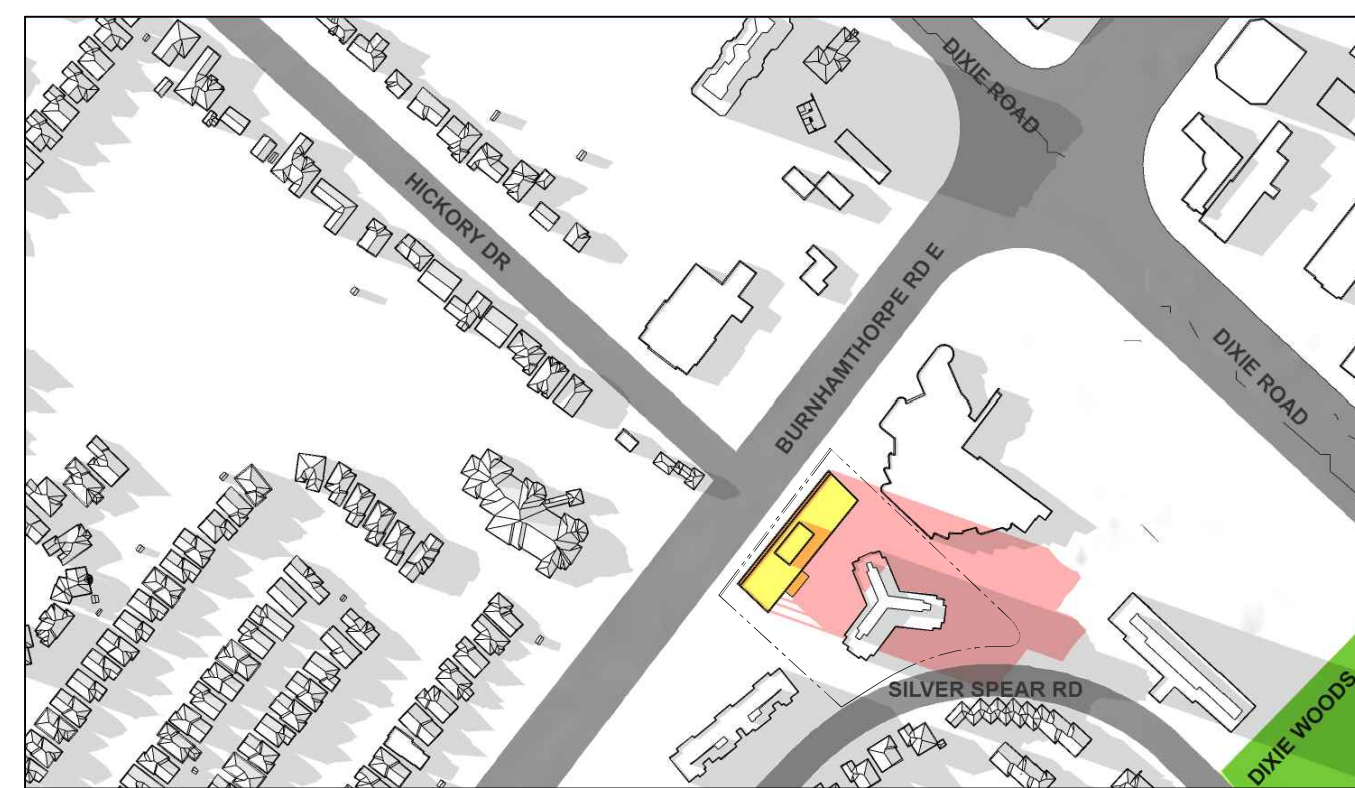 DIXIE ROAD
HICKORY DR
BURNHAMTHORPE RD E
DIXIE ROAD
SILVER SPEAR RD
DIXIE WOODS